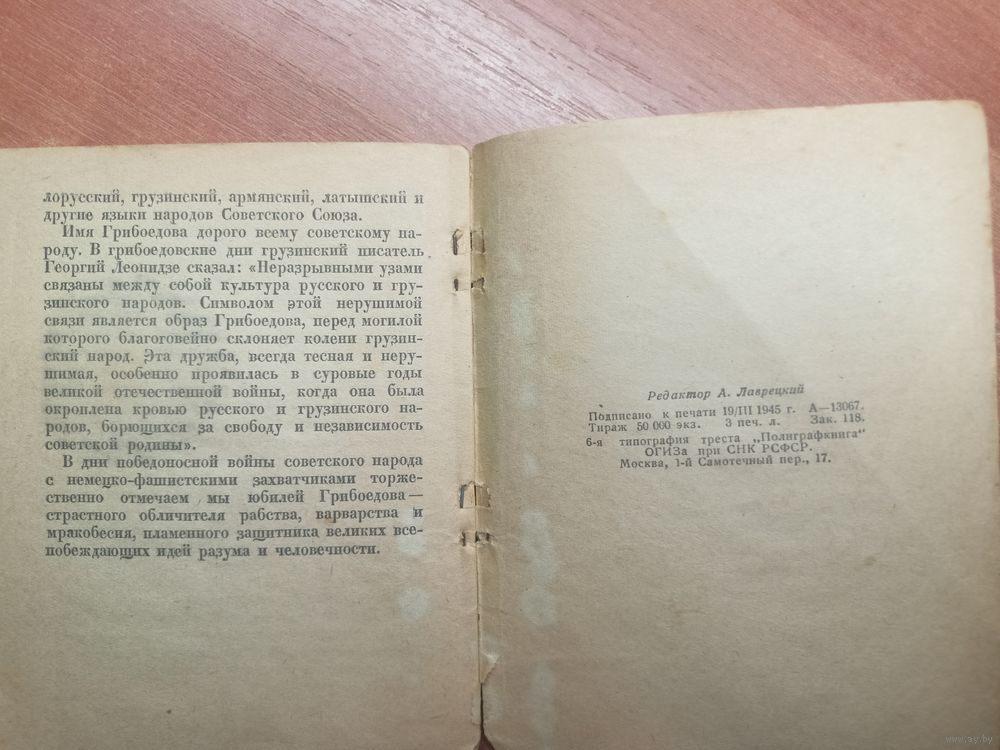 лорусский, грузинский, армянский, латышский и
другие языки народов Советского Союза.
Имя Грибоедова дорого всему советскому на-
роду. В грибоедовские дни грузинский писатель
Георгий Леонидзе сказал: «Неразрывными узами
связаны между собой культура русского и гру-
зинского народов. Символом этой нерушимой
связи является образ Грибоедова, перед могилой
которого благоговейно склоняет колени грузин-
ский народ. Эта дружба, всегда тесная и неру-
шимая, особенно проявилась в суровые годы
великой отечественной войны, когда она была
окроплена кровью русского и грузинского на-
родов, борющихся за свободу и независимость
советской родины».
В дни победоносной войны советского народа
с немецко-фашистскими захватчиками торже-
ственно отмечаем мы юбилей Грибоедова —
страстного обличителя рабства, варварства и
мракобесия, пламенного защитника великих все-
побеждающих идей разума и человечности.
Редактор А. Лаврецкий
Подписано к печати 19/III 1945 г. А—13067.
Тираж 50 000 экз. 3 печ. л. Зак. 118.
6-я типография треста „Полиграфкнига“
ОГИЗа при СНК РСФСР.
Москва, 1-й Самотечный пер., 17.
www.ay.by